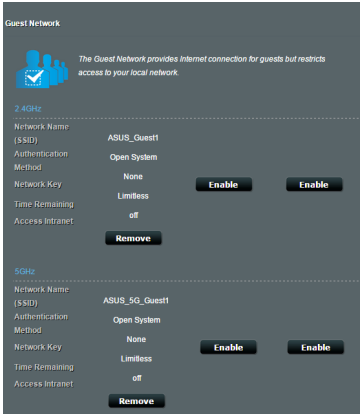 Guest Network
The Guest Network provides Internet connection for guests but restricts
access to your local network.
2.4GHz
Network Name
(SSID)
ASUS_Guest1
Authentication
Method
Open System
Network Key
None
Enable
Enable
Time Remaining
Limitless
Access Intranet
off
Remove
5GHz
Network Name
(SSID)
ASUS_5G_Guest1
Authentication
Method
Open System
Network Key
None
Enable
Enable
Time Remaining
Limitless
Access Intranet
off
Remove